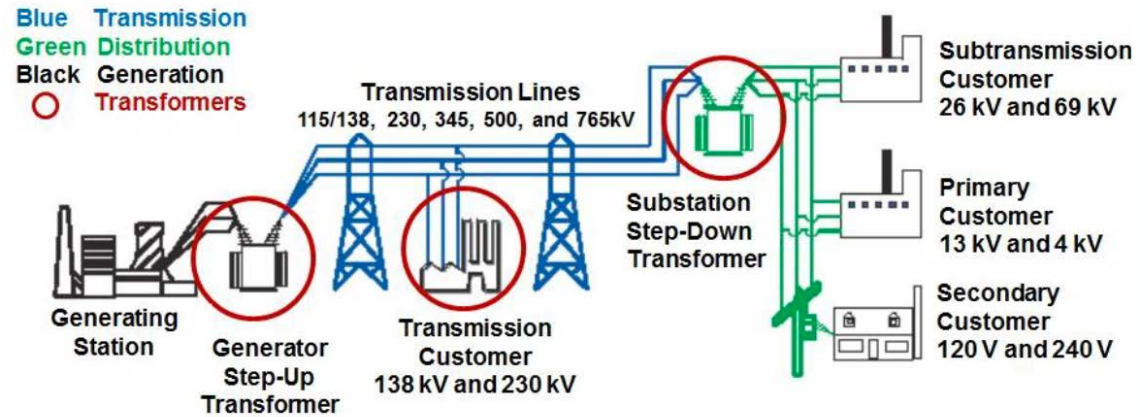 Blue Transmission
Green Distribution
Black Generation
Transformers
Transmission Lines
115/138, 230, 345, 500, and 765kV
Generating
Station
Generator
Step-Up
Transformer
Transmission
Customer
138 kV and 230 kV
Substation
Step-Down
Transformer
Subtransmission
Customer
26 kV and 69 kV
Primary
Customer
13 kV and 4 kV
Secondary
Customer
120 V and 240 V